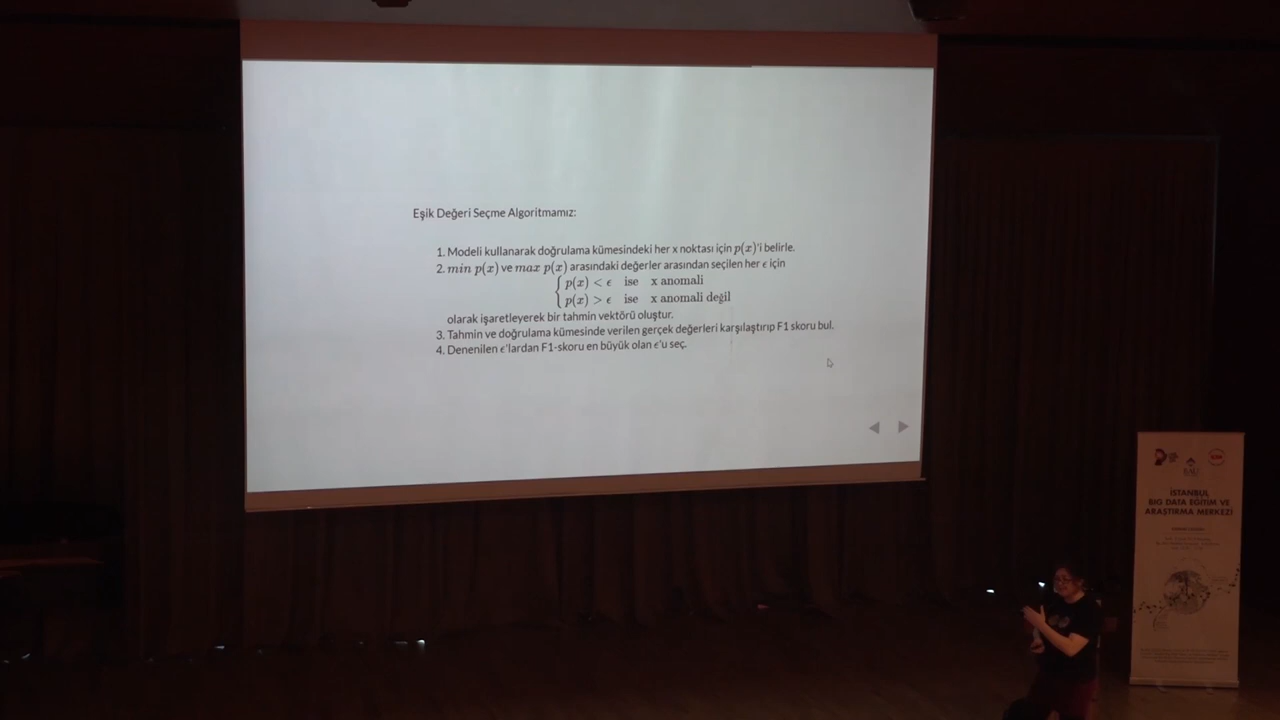 Eşik Değeri Seçme Algoritmamız:
1. Modeli kullanarak doğrulama kümesindeki her x noktası için p(x)'i belirle.
2. min p(x) ve max p(x) arasındaki değerler arasından seçilen her ϵ için
p(x) < ϵ ise x anomali
p(x) > ϵ ise x anomali değil
olarak işaretleyerek bir tahmin vektörü oluştur.
3. Tahmin ve doğrulama kümesinde verilen gerçek değerleri karşılaştırıp F1 skoru bul.
4. Denenilen ϵ'lardan F1-skoru en büyük olan ϵ'u seç.
İSTANBUL
BIG DATA EĞİTİM VE
ARAŞTIRMA MERKEZİ